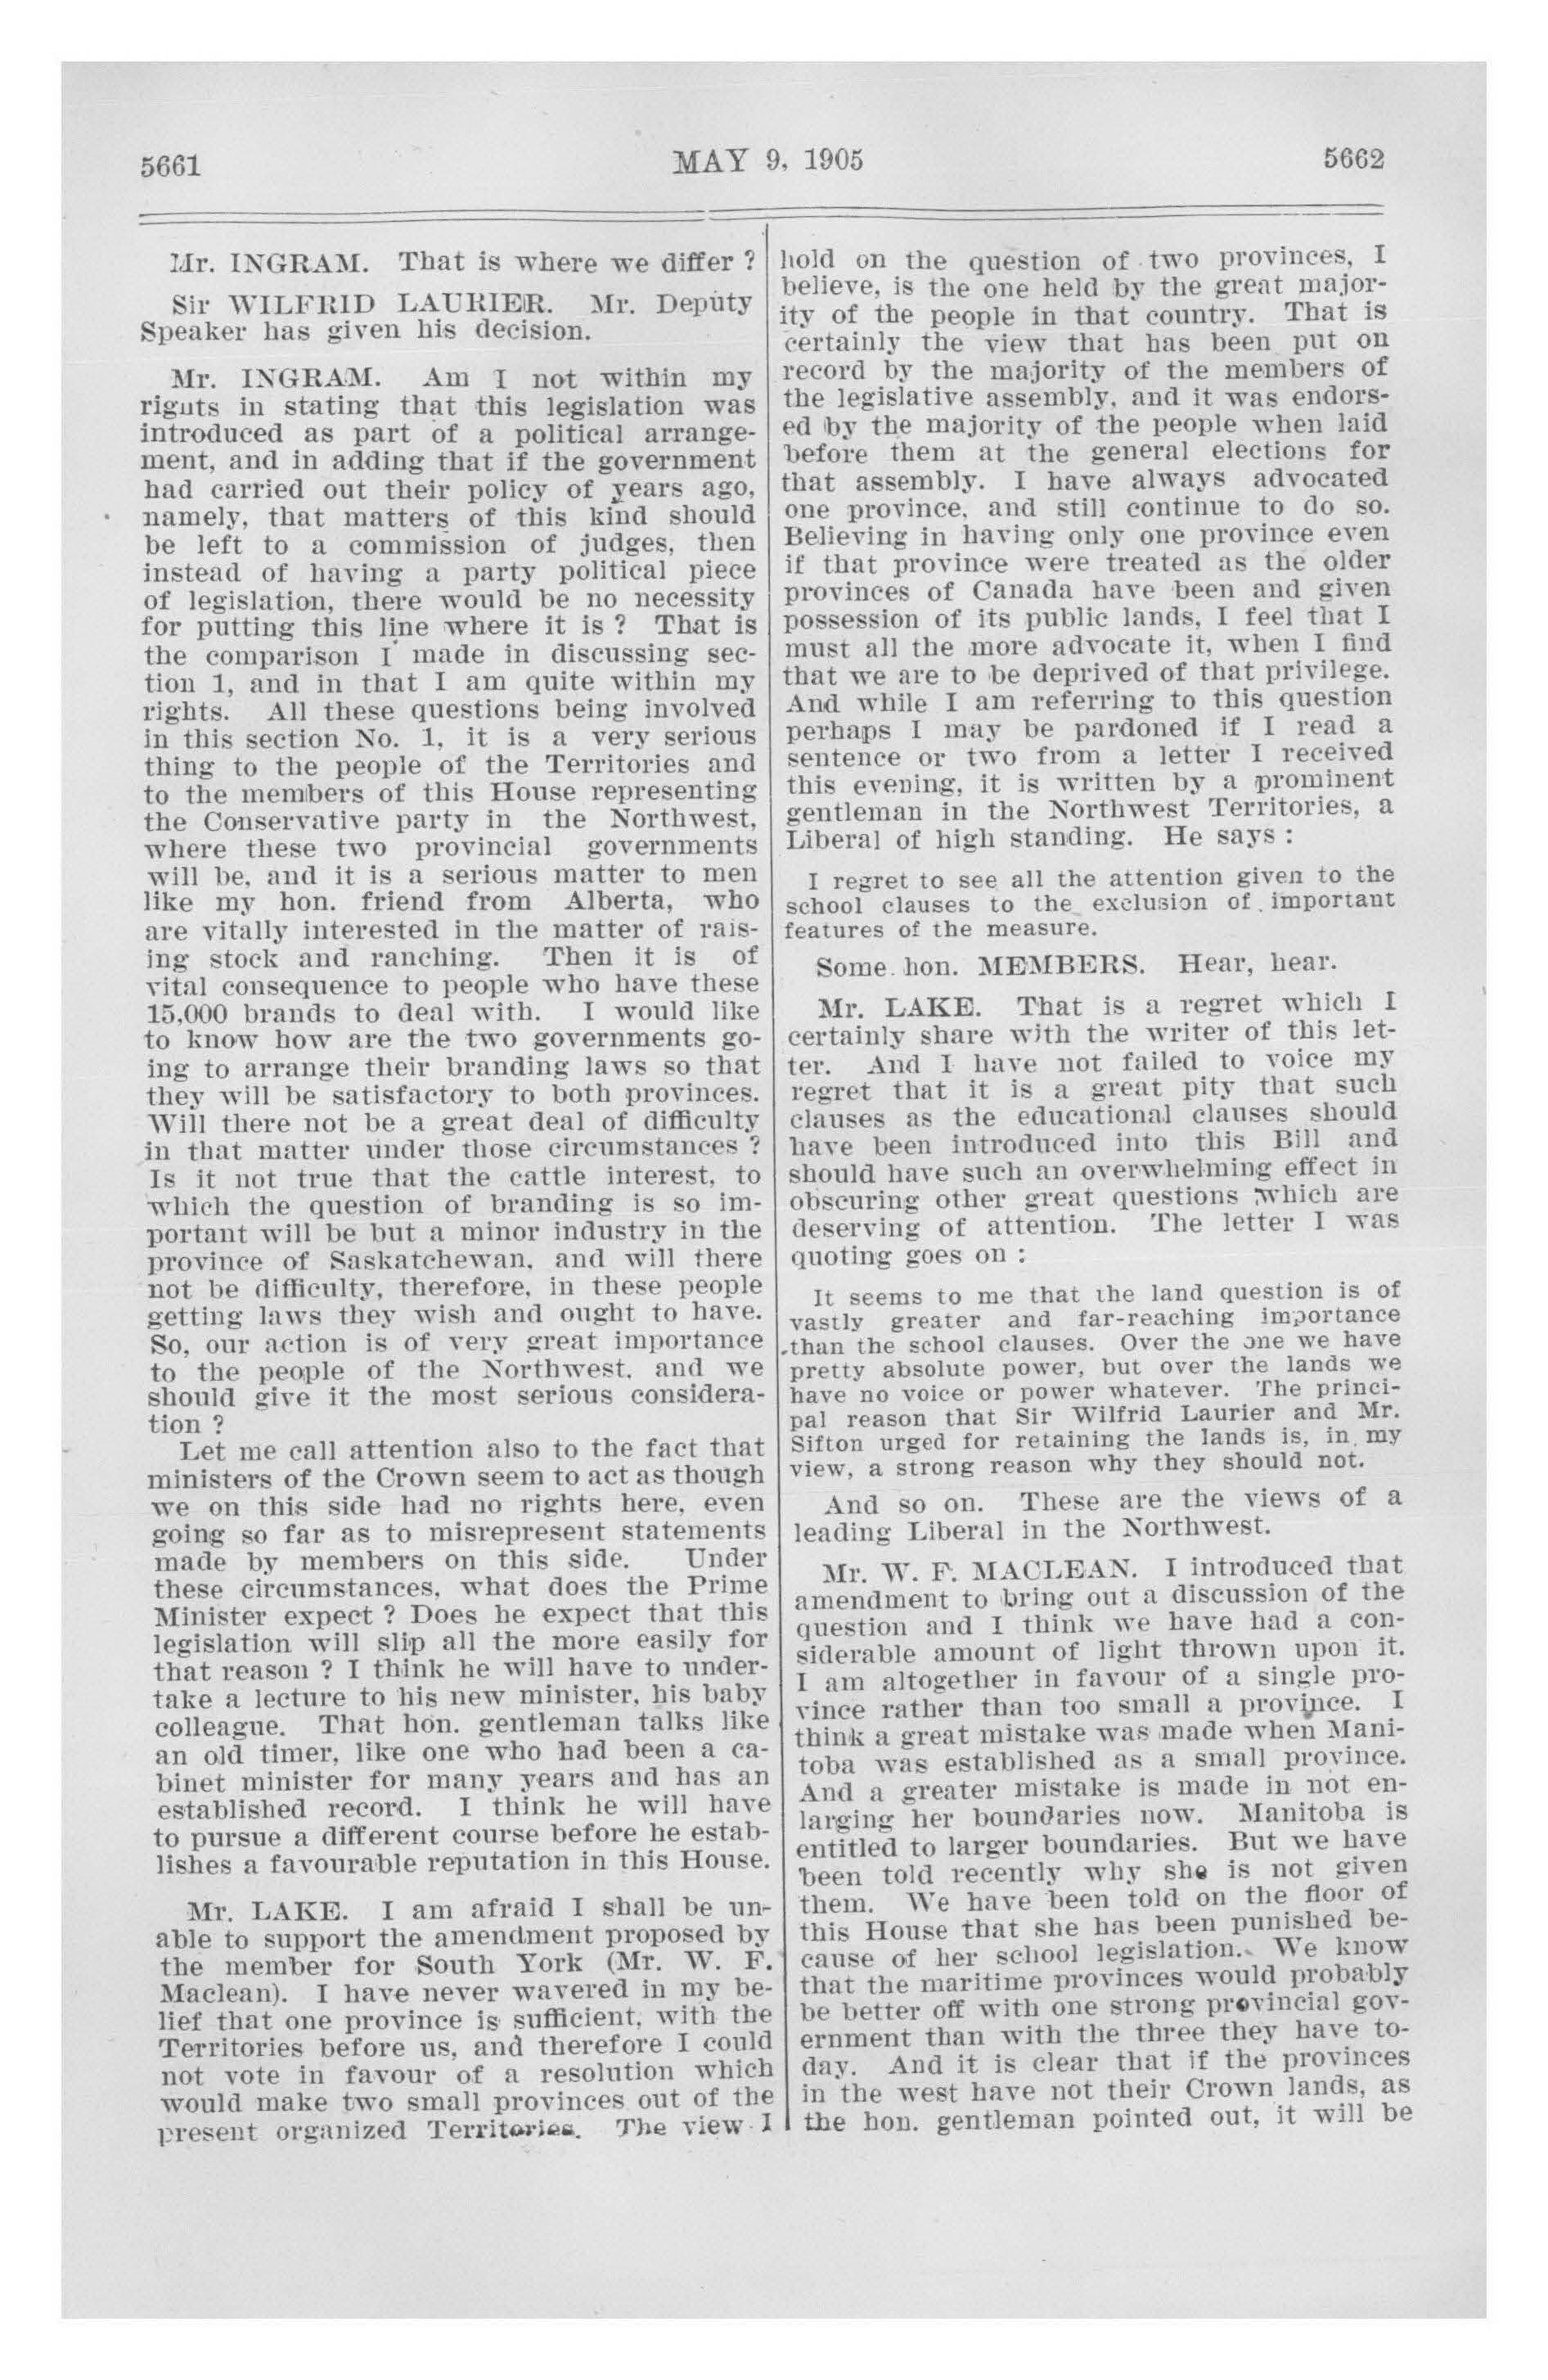 5661
MAY 9, 1905
5662
Mr. INGRAM. That is where we differ ?
Sir WILFRID LAURIER. Mr. Deputy
Speaker has given his decision.
Mr. INGRAM. Am I not within my
rights in stating that this legislation was
introduced as part of a political arrange-
ment, and in adding that if the government
had carried out their policy of years ago,
namely, that matters of this kind should
be left to a commission of judges, then
instead of having a party political piece
of legislation, there would be no necessity
for putting this line where it is ? That is
the comparison I made in discussing sec-
tion 1, and in that I am quite within my
rights. All these questions being involved
in this section No. 1, it is a very serious
thing to the people of the Territories and
to the members of this House representing
the Conservative party in the Northwest,
where these two provincial governments
will be, and it is a serious matter to men
like my hon. friend from Alberta, who
are vitally interested in the matter of rais-
ing stock and ranching. Then it is of
vital consequence to people who have these
15,000 brands to deal with. I would like
to know how are the two governments go-
ing to arrange their branding laws so that
they will be satisfactory to both provinces.
Will there not be a great deal of difficulty
in that matter under those circumstances ?
Is it not true that the cattle interest, to
which the question of branding is so im-
portant will be but a minor industry in the
province of Saskatchewan, and will there
not be difficulty, therefore, in these people
getting laws they wish and ought to have.
So, our action is of very great importance
to the people of the Northwest, and we
should give it the most serious considera-
tion ?
Let me call attention also to the fact that
ministers of the Crown seem to act as though
we on this side had no rights here, even
going so far as to misrepresent statements
made by members on this side. Under
these circumstances, what does the Prime
Minister expect ? Does he expect that this
legislation will slip all the more easily for
that reason ? I think he will have to under-
take a lecture to his new minister, his baby
colleague. That hon. gentleman talks like
an old timer, like one who had been a ca-
binet minister for many years and has an
established record. I think he will have
to pursue a different course before he estab-
lishes a favourable reputation in this House.
Mr. LAKE. I am afraid I shall be un-
able to support the amendment proposed by
the member for South York (Mr. W. F.
Maclean). I have never wavered in my be-
lief that one province is sufficient, with the
Territories before us, and therefore I could
not vote in favour of a resolution which
would make two small provinces out of the
present organized Territories. The view I
hold on the question of two provinces, I
believe, is the one held by the great major-
ity of the people in that country. That is
certainly the view that has been put on
record by the majority of the members of
the legislative assembly, and it was endors-
ed by the majority of the people when laid
before them at the general elections for
that assembly. I have always advocated
one province, and still continue to do so.
Believing in having only one province even
if that province were treated as the older
provinces of Canada have been and given
possession of its public lands, I feel that I
must all the more advocate it, when I find
that we are to be deprived of that privilege.
And while I am referring to this question
perhaps I may be pardoned if I read a
sentence or two from a letter I received
this evening, it is written by a prominent
gentleman in the Northwest Territories, a
Liberal of high standing. He says :
I regret to see all the attention given to the
school clauses to the exclusion of important
features of the measure.
Some hon. MEMBERS. Hear, hear.
Mr. LAKE. That is a regret which I
certainly share with the writer of this let-
ter. And I have not failed to voice my
regret that it is a great pity that such
clauses as the educational clauses should
have been introduced into this Bill and
should have such an overwhelming effect in
obscuring other great questions which are
deserving of attention. The letter I was
quoting goes on :
It seems to me that the land question is of
vastly greater and far-reaching importance
than the school clauses. Over the one we have
pretty absolute power, but over the lands we
have no voice or power whatever. The princi-
pal reason that Sir Wilfrid Laurier and Mr.
Sifton urged for retaining the lands is, in my
view, a strong reason why they should not.
And so on. These are the views of a
leading Liberal in the Northwest.
Mr. W. F. MACLEAN. I introduced that
amendment to bring out a discussion of the
question and I think we have had a con-
siderable amount of light thrown upon it.
I am altogether in favour of a single pro-
vince rather than too small a province. I
think a great mistake was made when Mani-
toba was established as a small province.
And a greater mistake is made in not en-
larging her boundaries now. Manitoba is
entitled to larger boundaries. But we have
been told recently why she is not given
them. We have been told on the floor of
this House that she has been punished be-
cause of her school legislation. We know
that the maritime provinces would probably
be better off with one strong provincial gov-
ernment than with the three they have to-
day. And it is clear that if the provinces
in the west have not their Crown lands, as
the hon. gentleman pointed out, it will be